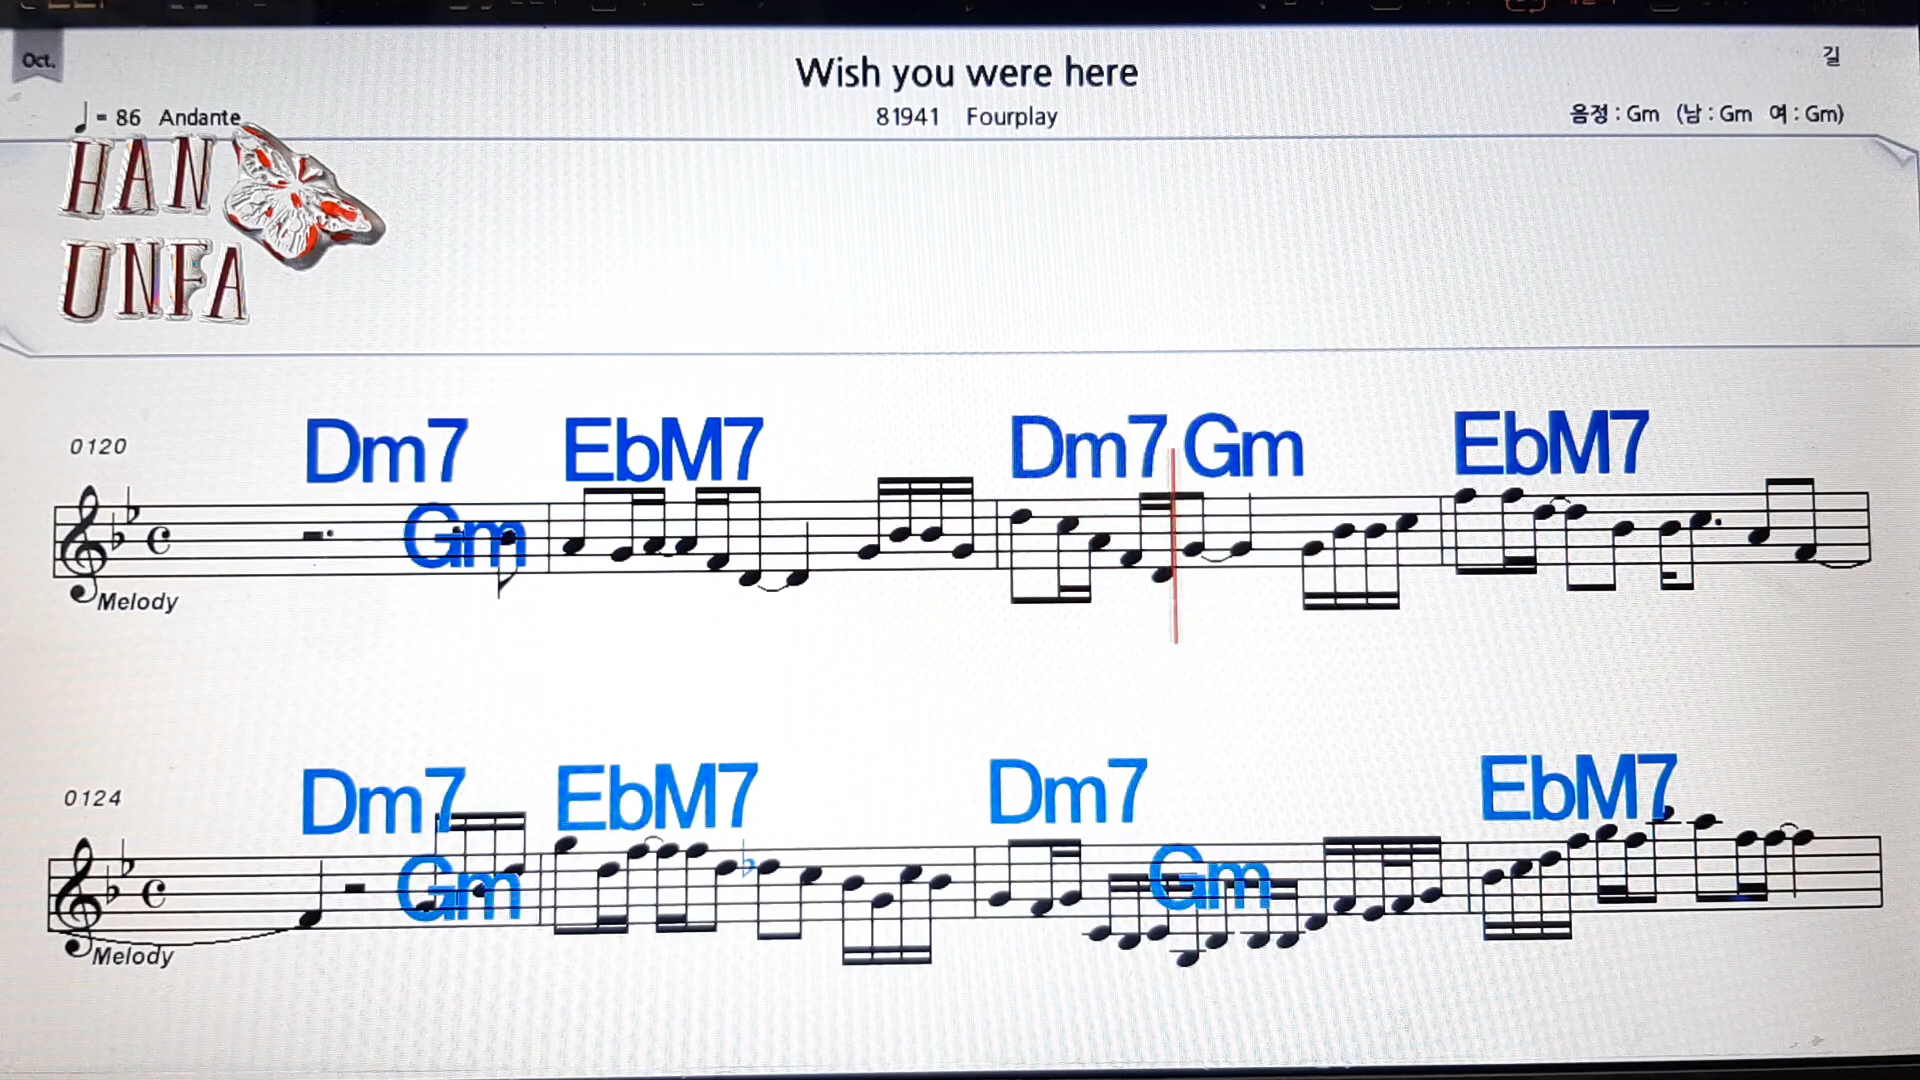 Oct.
Wish you were here
길
♩= 86 Andante
81941 Fourplay
음정 : Gm (남 : Gm 여 : Gm)
HAN
UNFA
0120
Dm7 Gm EbM7 Dm7 Gm EbM7
Melody
0124
Dm7 Gm EbM7 Dm7 Gm EbM7
Melody